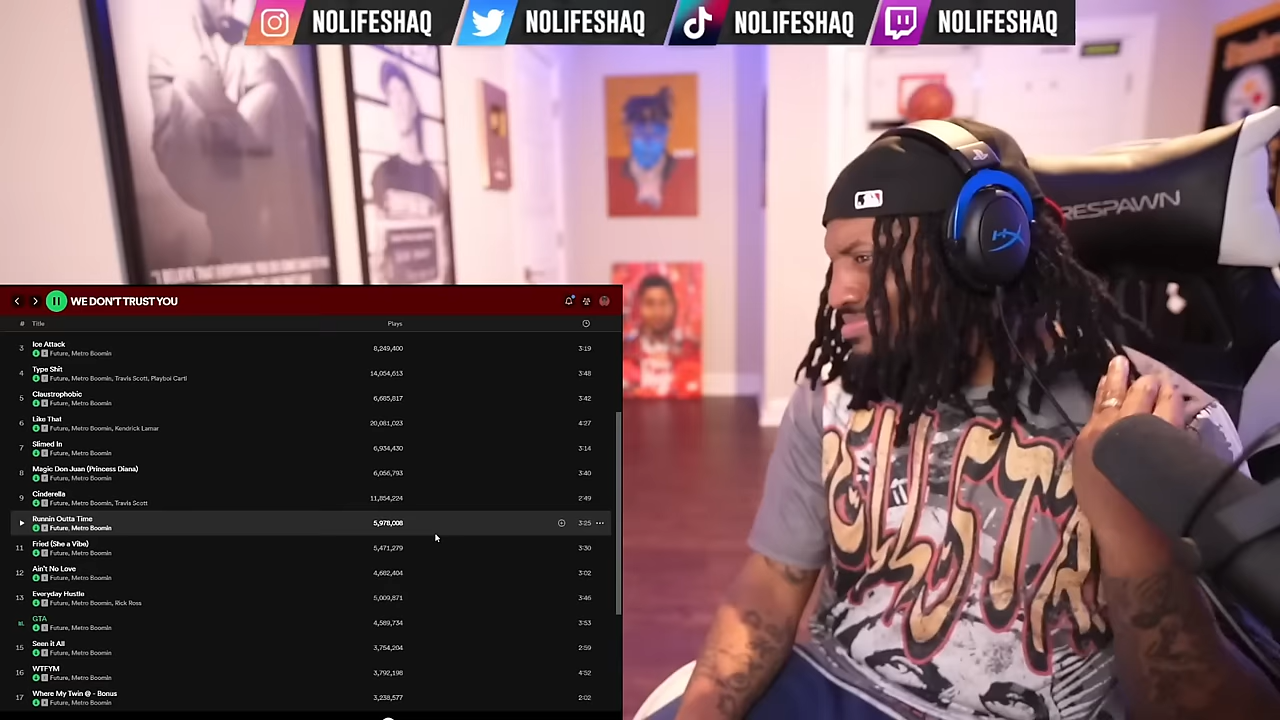 NOLIFESHAQ NOLIFESHAQ NOLIFESHAQ NOLIFESHAQ
RESPAWN
"I BELIEVE THAT EVERYTHING
WE DON'T TRUST YOU
# Title Plays
3 Ice Attack 8,249,400 3:19
E Future, Metro Boomin
4 Type Shit 14,054,613 3:48
E Future, Metro Boomin, Travis Scott, Playboi Carti
5 Claustrophobic 6,685,817 3:42
E Future, Metro Boomin
6 Like That 20,081,023 4:27
E Future, Metro Boomin, Kendrick Lamar
7 Slimed In 6,934,430 3:14
E Future, Metro Boomin
8 Magic Don Juan (Princess Diana) 6,056,793 3:40
E Future, Metro Boomin
9 Cinderella 11,854,224 2:49
E Future, Metro Boomin, Travis Scott
Runnin Outta Time 5,978,008 3:25
E Future, Metro Boomin
11 Fried (She a Vibe) 5,471,279 3:30
E Future, Metro Boomin
12 Ain't No Love 4,682,404 3:02
E Future, Metro Boomin
13 Everyday Hustle 5,009,871 3:46
E Future, Metro Boomin, Rick Ross
GTA 4,589,734 3:53
E Future, Metro Boomin
15 Seen it All 3,754,204 2:59
E Future, Metro Boomin
16 WTFYM 3,792,198 4:52
E Future, Metro Boomin
17 Where My Twin @ - Bonus 3,238,577 2:02
E Future, Metro Boomin